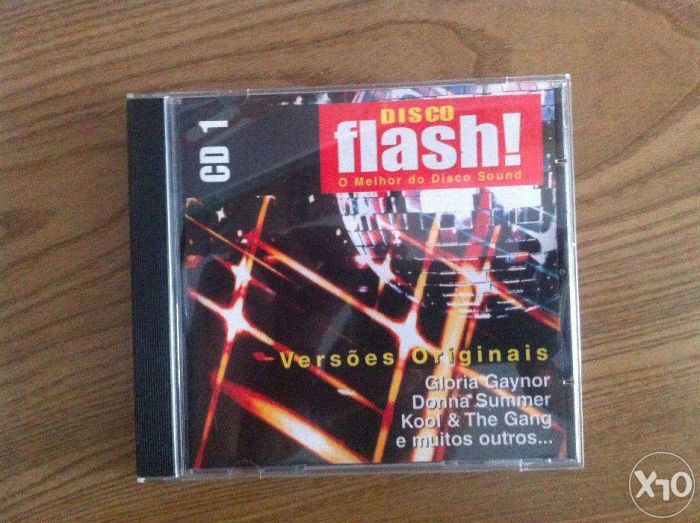 CD 1
DISCO
flash!
O Melhor do Disco Sound
Versões Originais
Gloria Gaynor
Donna Summer
Kool & The Gang
e muitos outros...
OLX